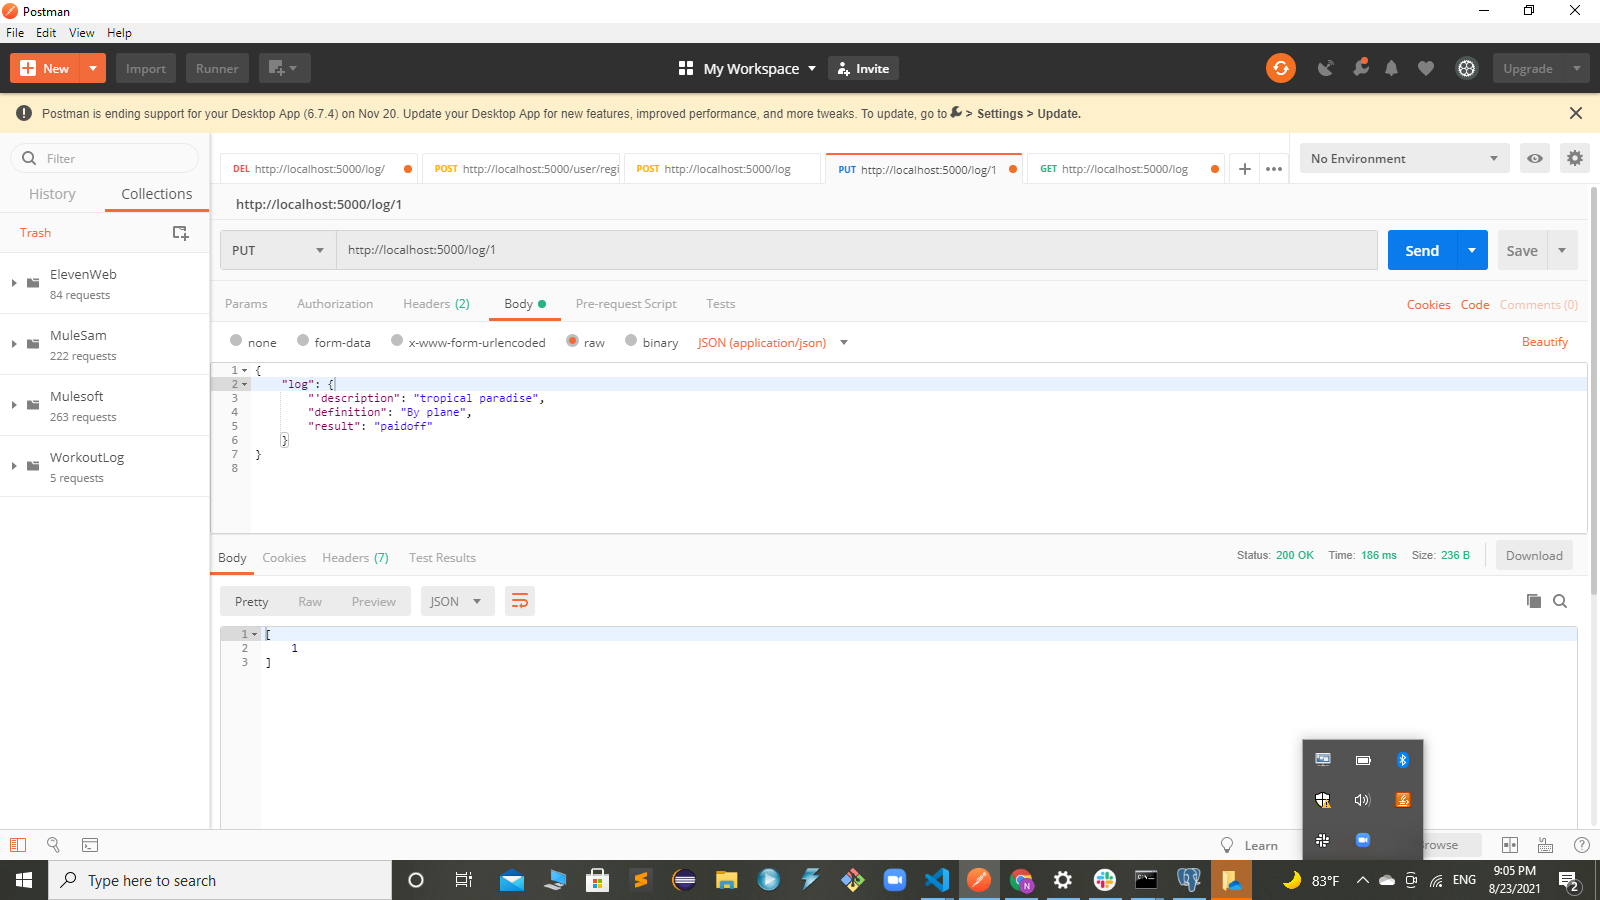 Postman
File Edit View Help
New Import Runner My Workspace Invite Upgrade
Postman is ending support for your Desktop App (6.7.4) on Nov 20. Update your Desktop App for new features, improved performance, and more tweaks. To update, go to > Settings > Update.
Filter
History Collections
Trash
ElevenWeb
84 requests
MuleSam
222 requests
Mulesoft
263 requests
WorkoutLog
5 requests
DEL http://localhost:5000/log/ POST http://localhost:5000/user/regi POST http://localhost:5000/log PUT http://localhost:5000/log/1 GET http://localhost:5000/log
No Environment
http://localhost:5000/log/1
PUT http://localhost:5000/log/1 Send Save
Params Authorization Headers (2) Body Pre-request Script Tests Cookies Code Comments (0)
none form-data x-www-form-urlencoded raw binary JSON (application/json) Beautify
1 {
2 "log": {
3 "'description": "tropical paradise",
4 "definition": "By plane",
5 "result": "paidoff"
6 }
7 }
8
Body Cookies Headers (7) Test Results Status: 200 OK Time: 186 ms Size: 236 B Download
Pretty Raw Preview JSON
1 [
2 1
3 ]
Learn rowse
Type here to search
83°F ENG
9:05 PM
8/23/2021
2